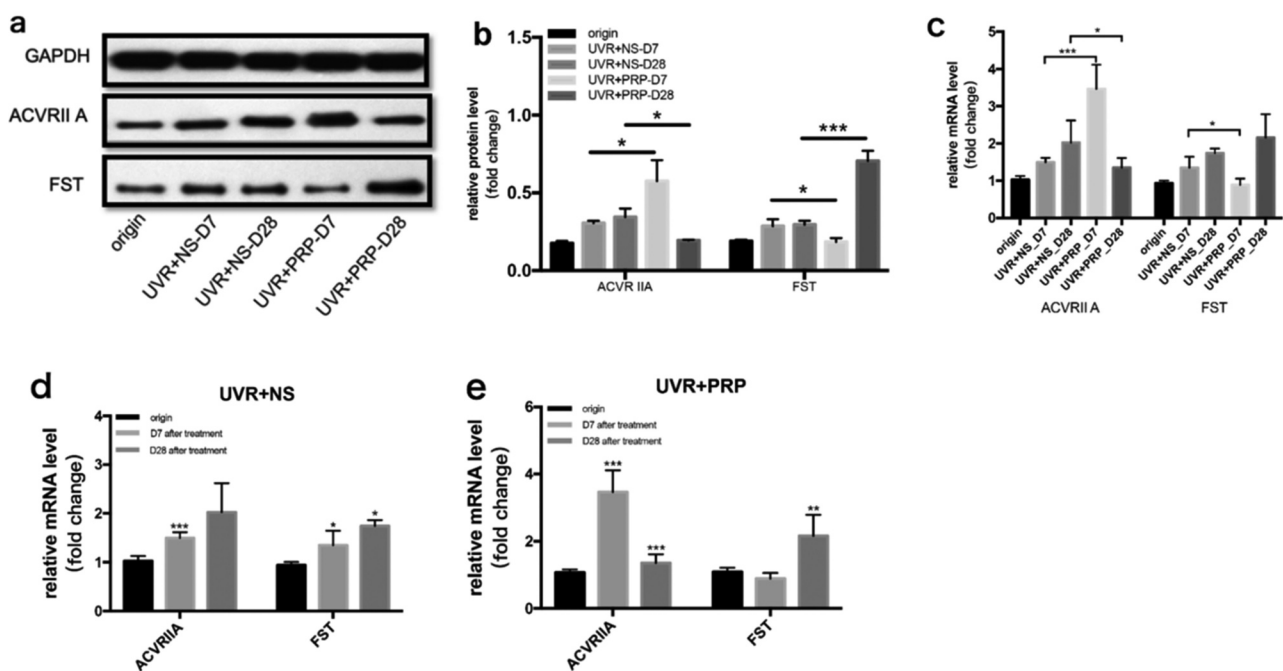 a
GAPDH
ACVRII A
FST
origin
UVR+NS-D7
UVR+NS-D28
UVR+PRP-D7
UVR+PRP-D28
b
relative protein level
(fold change)
1.5
1.0
0.5
0.0
origin
UVR+NS-D7
UVR+NS-D28
UVR+PRP-D7
UVR+PRP-D28
*
*
*
***
ACVR IIA
FST
c
relative mRNA level
(fold change)
5
4
3
2
1
0
***
*
*
origin
UVR+NS_D7
UVR+NS_D28
UVR+PRP_D7
UVR+PRP_D28
origin
UVR+NS_D7
UVR+NS_D28
UVR+PRP_D7
UVR+PRP_D28
ACVRII A
FST
d
UVR+NS
relative mRNA level
(fold change)
4
3
2
1
0
origin
D7 after treatment
D28 after treatment
***
*
*
ACVRIIA
FST
e
UVR+PRP
relative mRNA level
(fold change)
6
4
2
0
origin
D7 after treatment
D28 after treatment
***
***
**
ACVRIIA
FST